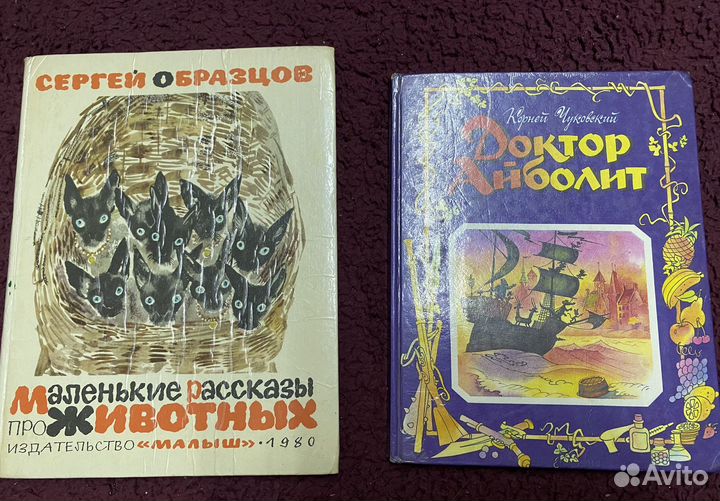 СЕРГЕЙ ОБРАЗЦОВ
МАЛЕНЬКИЕ РАССКАЗЫ
ПРО ЖИВОТНЫХ
ИЗДАТЕЛЬСТВО «МАЛЫШ» · 1980
Корней Чуковский
Доктор
Айболит
Avito